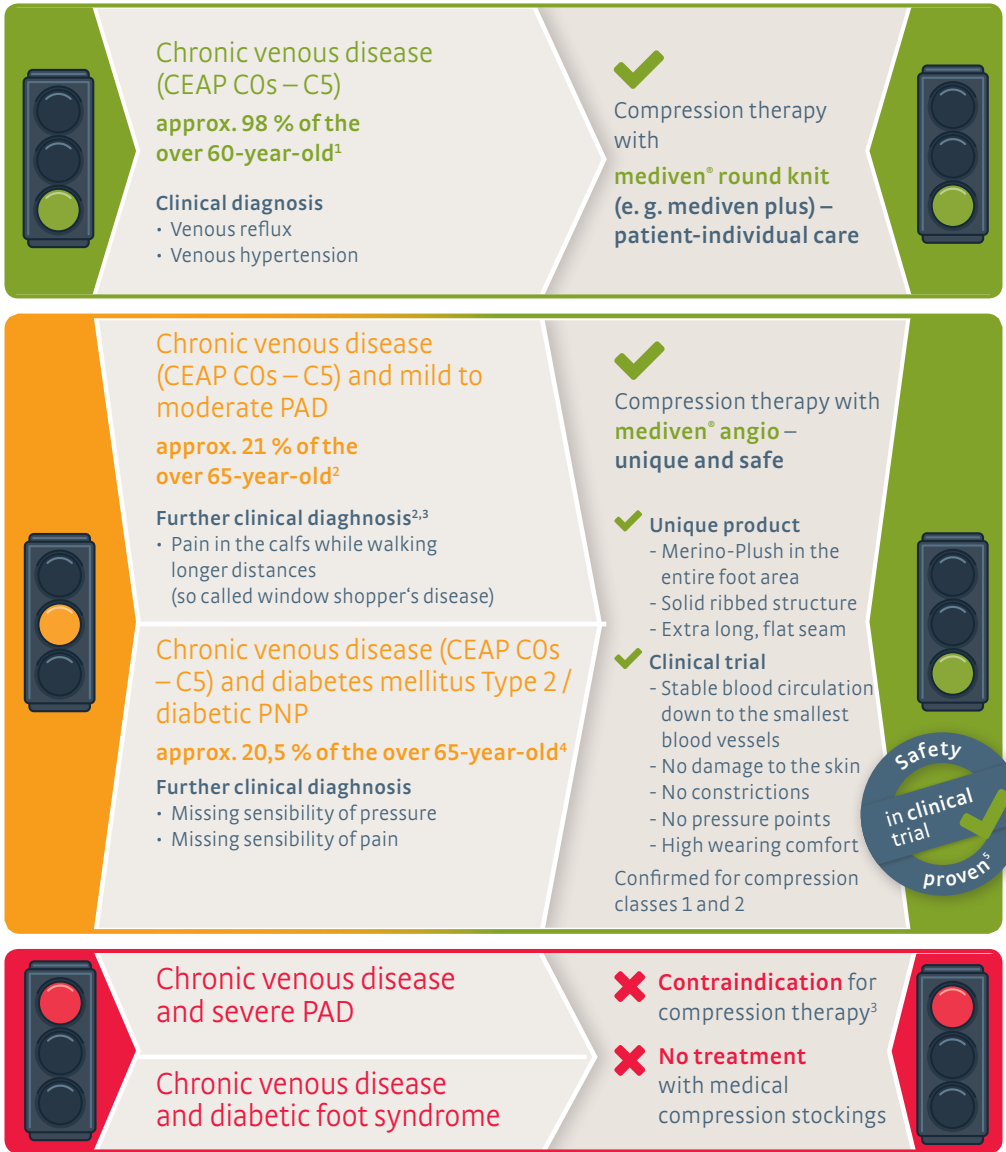 Chronic venous disease
(CEAP C0s – C5)
approx. 98 % of the
over 60-year-old¹
Clinical diagnosis
· Venous reflux
· Venous hypertension
Compression therapy
with
mediven® round knit
(e. g. mediven plus) –
patient-individual care
Chronic venous disease
(CEAP C0s – C5) and mild to
moderate PAD
approx. 21 % of the
over 65-year-old²
Further clinical diaghnosis²,³
· Pain in the calfs while walking
longer distances
(so called window shopper‘s disease)
Chronic venous disease (CEAP C0s
– C5) and diabetes mellitus Type 2 /
diabetic PNP
approx. 20,5 % of the over 65-year-old⁴
Further clinical diaghnosis
· Missing sensibility of pressure
· Missing sensibility of pain
Compression therapy with
mediven® angio –
unique and safe
Unique product
- Merino-Plush in the
entire foot area
- Solid ribbed structure
- Extra long, flat seam
Clinical trial
- Stable blood circulation
down to the smallest
blood vessels
- No damage to the skin
- No constrictions
- No pressure points
- High wearing comfort
Confirmed for compression
classes 1 and 2
Safety
in clinical
trial
proven⁵
Chronic venous disease
and severe PAD
Chronic venous disease
and diabetic foot syndrome
Contraindication for
compression therapy³
No treatment
with medical
compression stockings